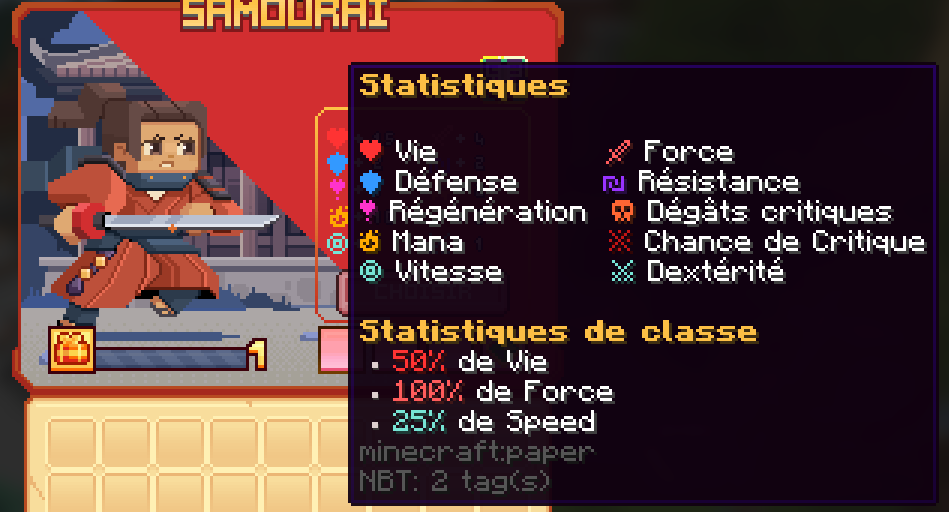 SAMOURAI
Statistiques
Vie
Force
Défense
Résistance
Régénération
Dégâts critiques
Mana
Chance de Critique
Vitesse
Dextérité
1
Statistiques de classe
50% de Vie
100% de Force
25% de Speed
minecraft:paper
NBT: 2 tag(s)